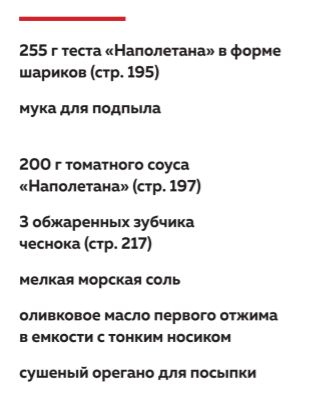 255 г теста «Наполетана» в форме
шариков (стр. 195)
мука для подпыла
200 г томатного соуса
«Наполетана» (стр. 197)
3 обжаренных зубчика
чеснока (стр. 217)
мелкая морская соль
оливковое масло первого отжима
в емкости с тонким носиком
сушеный орегано для посыпки